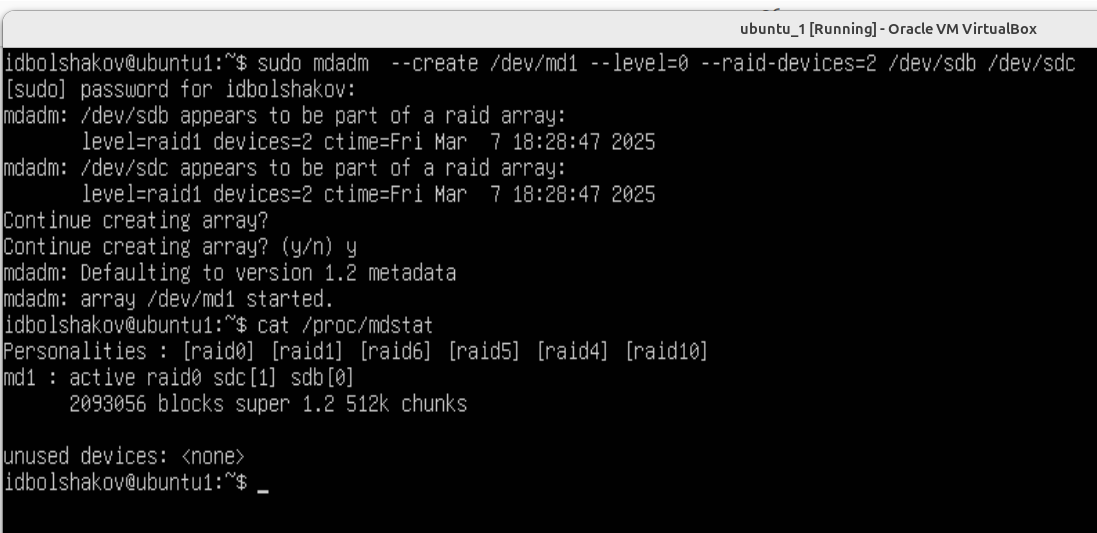 ubuntu_1 [Running] - Oracle VM VirtualBox
idbolshakov@ubuntu1:~$ sudo mdadm  --create /dev/md1 --level=0 --raid-devices=2 /dev/sdb /dev/sdc
[sudo] password for idbolshakov:
mdadm: /dev/sdb appears to be part of a raid array:
       level=raid1 devices=2 ctime=Fri Mar  7 18:28:47 2025
mdadm: /dev/sdc appears to be part of a raid array:
       level=raid1 devices=2 ctime=Fri Mar  7 18:28:47 2025
Continue creating array?
Continue creating array? (y/n) y
mdadm: Defaulting to version 1.2 metadata
mdadm: array /dev/md1 started.
idbolshakov@ubuntu1:~$ cat /proc/mdstat
Personalities : [raid0] [raid1] [raid6] [raid5] [raid4] [raid10]
md1 : active raid0 sdc[1] sdb[0]
      2093056 blocks super 1.2 512k chunks
unused devices: <none>
idbolshakov@ubuntu1:~$ _